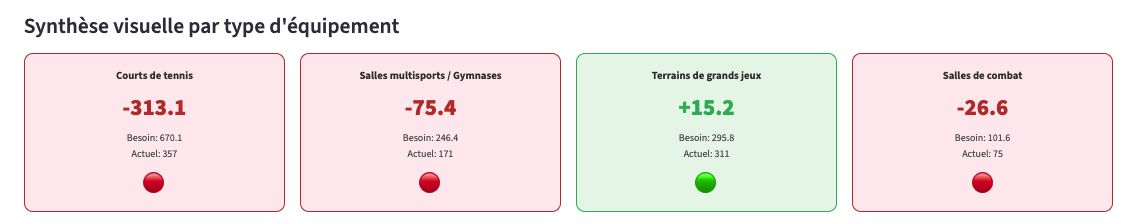 Synthèse visuelle par type d'équipement
Courts de tennis
-313.1
Besoin: 670.1
Actuel: 357
Salles multisports / Gymnases
-75.4
Besoin: 246.4
Actuel: 171
Terrains de grands jeux
+15.2
Besoin: 295.8
Actuel: 311
Salles de combat
-26.6
Besoin: 101.6
Actuel: 75